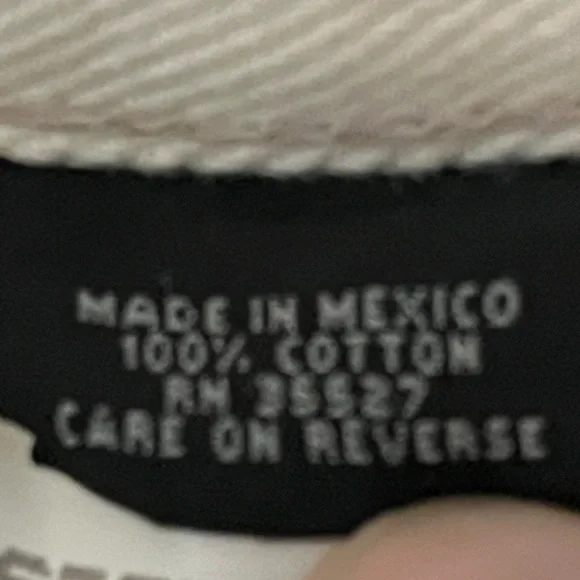 MADE IN MEXICO
100% COTTON
RN 35527
CARE ON REVERSE